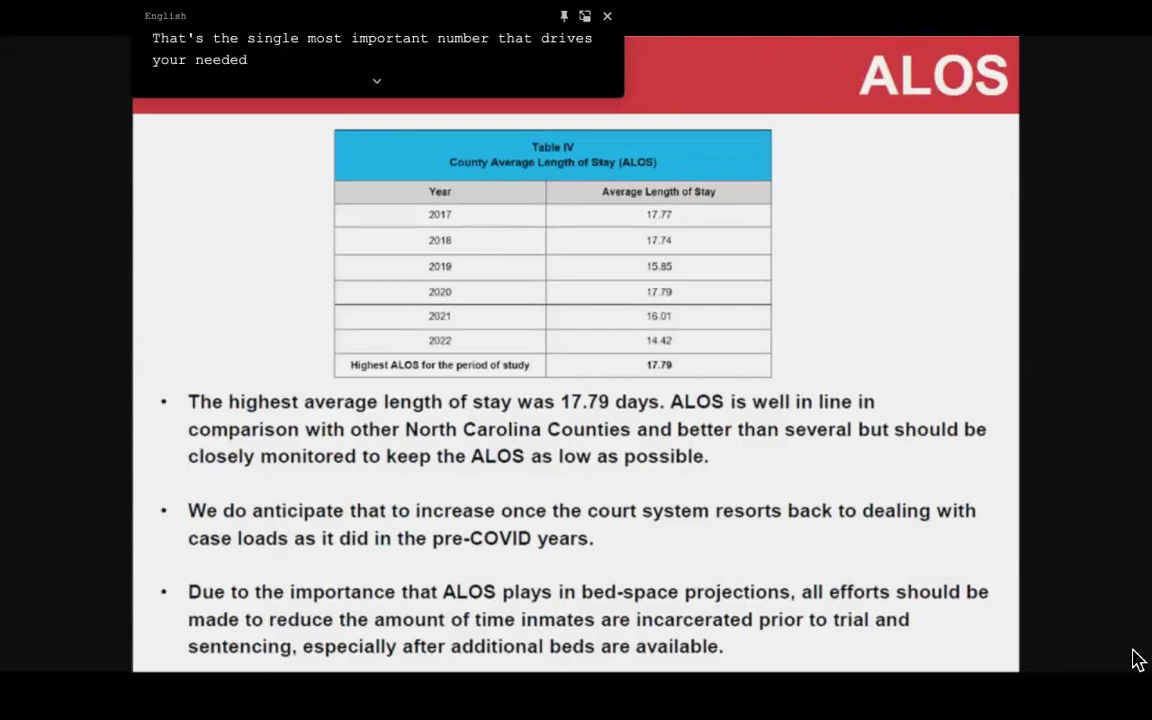 English
That's the single most important number that drives
your needed
ALOS
Table IV
County Average Length of Stay (ALOS)
Year Average Length of Stay
2017 17.77
2018 17.74
2019 15.85
2020 17.79
2021 16.01
2022 14.42
Highest ALOS for the period of study 17.79
• The highest average length of stay was 17.79 days. ALOS is well in line in
comparison with other North Carolina Counties and better than several but should be
closely monitored to keep the ALOS as low as possible.
• We do anticipate that to increase once the court system resorts back to dealing with
case loads as it did in the pre-COVID years.
• Due to the importance that ALOS plays in bed-space projections, all efforts should be
made to reduce the amount of time inmates are incarcerated prior to trial and
sentencing, especially after additional beds are available.